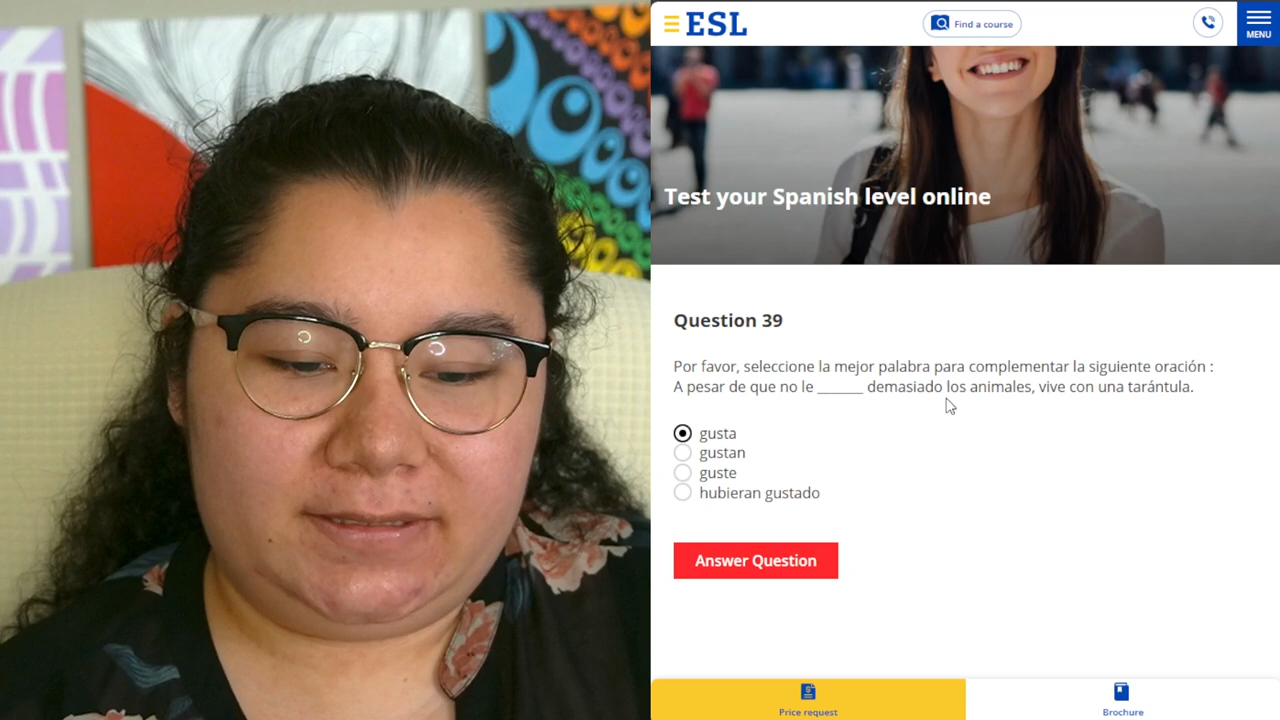 ESL
Find a course
MENU
Test your Spanish level online
Question 39
Por favor, seleccione la mejor palabra para complementar la siguiente oración :
A pesar de que no le _______ demasiado los animales, vive con una tarántula.
gusta
gustan
guste
hubieran gustado
Answer Question
Price request
Brochure